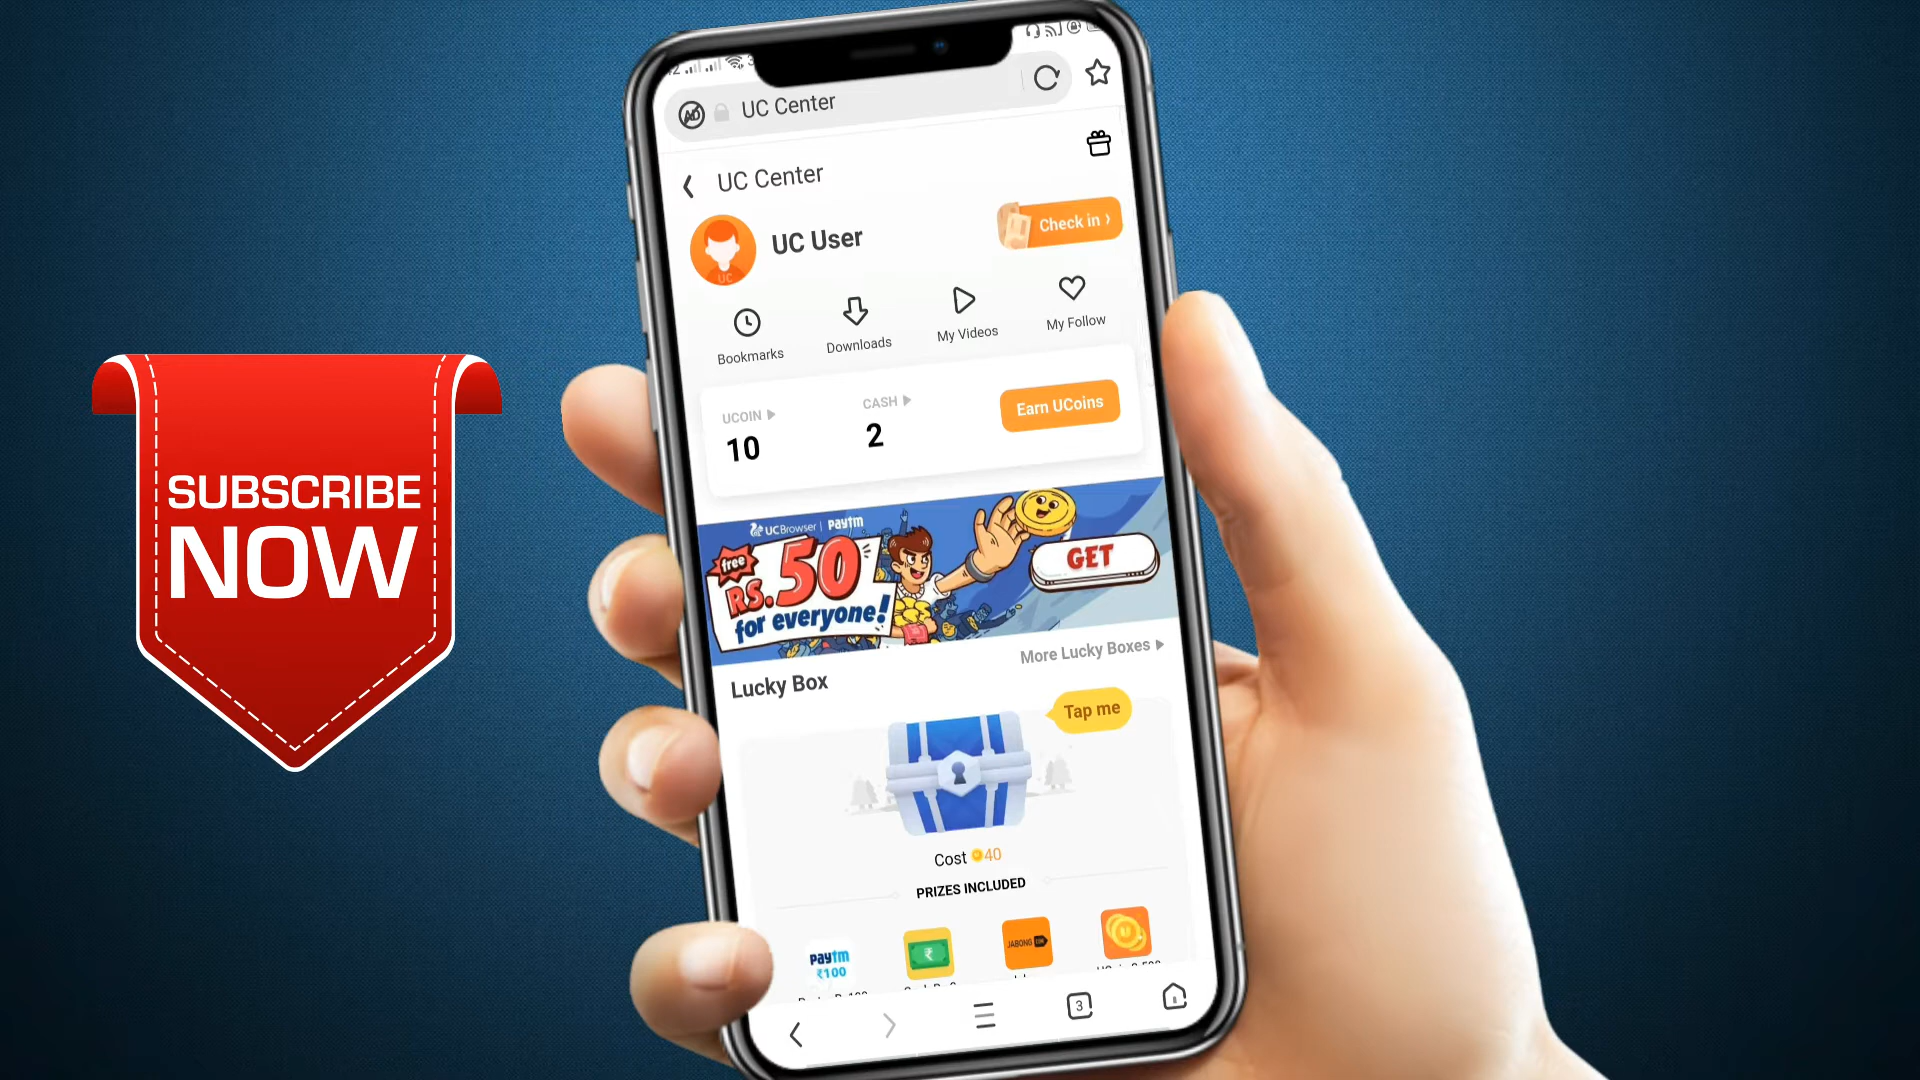 UC Center
UC Center
UC User
Check in ›
UC
Bookmarks
Downloads
My Videos
My Follow
UCOIN
CASH
Earn UCoins
10
2
UCBrowser | Paytm
free
RS.50
for everyone!
GET
SUBSCRIBE
NOW
More Lucky Boxes
Lucky Box
Tap me
Cost 40
PRIZES INCLUDED
Paytm
₹100
JABONG
3